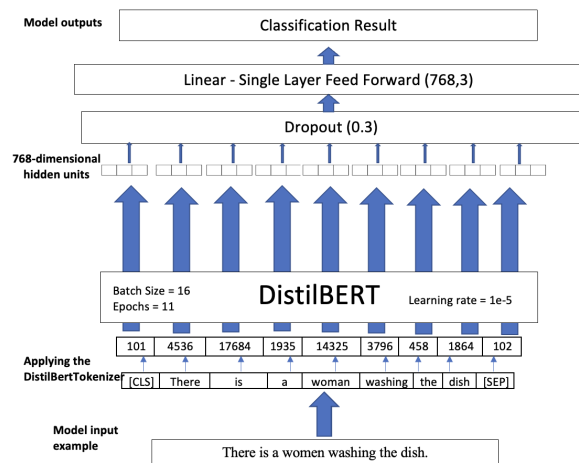 Model outputs
Classification Result
Linear - Single Layer Feed Forward (768,3)
Dropout (0.3)
768-dimensional
hidden units
Batch Size = 16
Epochs = 11
DistilBERT
Learning rate = 1e-5
101 4536 17684 1935 14325 3796 458 1864 102
Applying the
DistilBertTokenizer
[CLS] There is a woman washing the dish [SEP]
Model input
example
There is a women washing the dish.